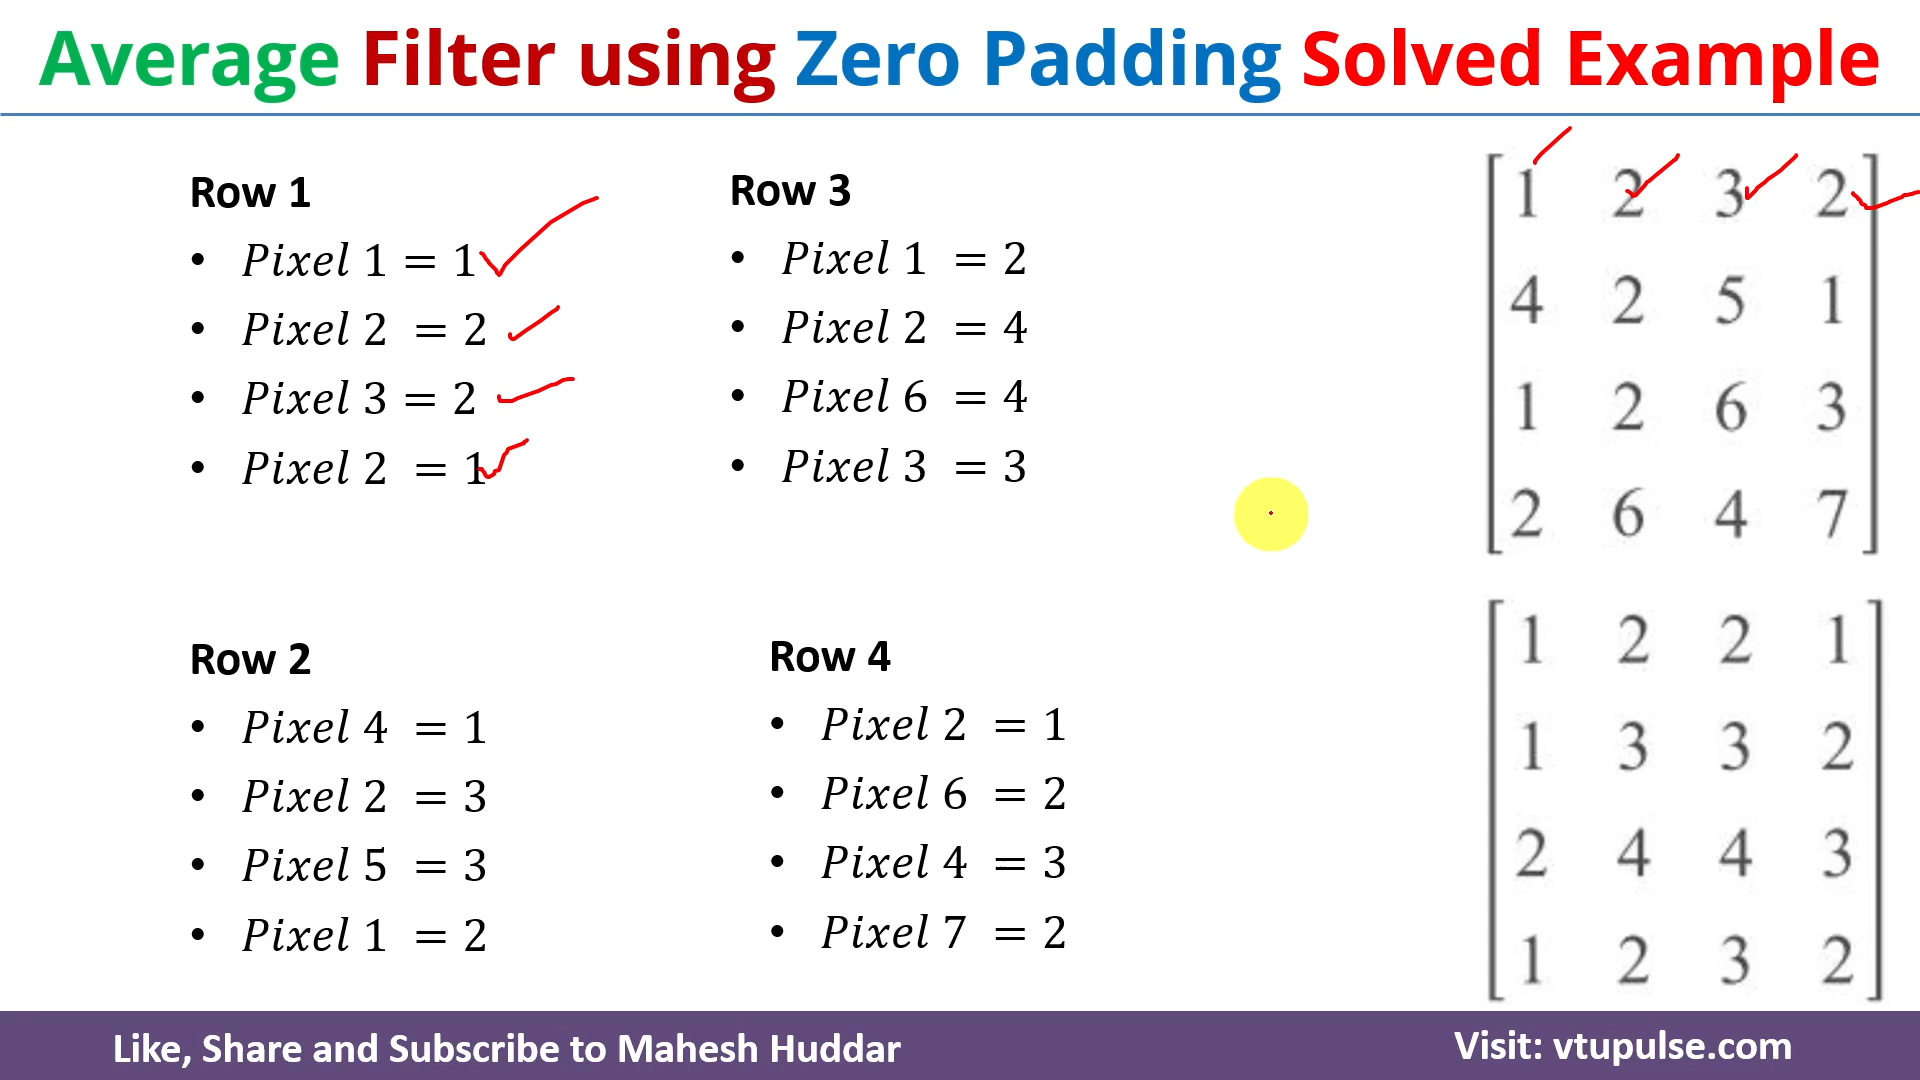 Average Filter using Zero Padding Solved Example
Row 1
• Pixel 1 = 1
• Pixel 2 = 2
• Pixel 3 = 2
• Pixel 2 = 1
Row 2
• Pixel 4 = 1
• Pixel 2 = 3
• Pixel 5 = 3
• Pixel 1 = 2
Row 3
• Pixel 1 = 2
• Pixel 2 = 4
• Pixel 6 = 4
• Pixel 3 = 3
Row 4
• Pixel 2 = 1
• Pixel 6 = 2
• Pixel 4 = 3
• Pixel 7 = 2
1 2 3 2
4 2 5 1
1 2 6 3
2 6 4 7
1 2 2 1
1 3 3 2
2 4 4 3
1 2 3 2
Like, Share and Subscribe to Mahesh Huddar
Visit: vtupulse.com